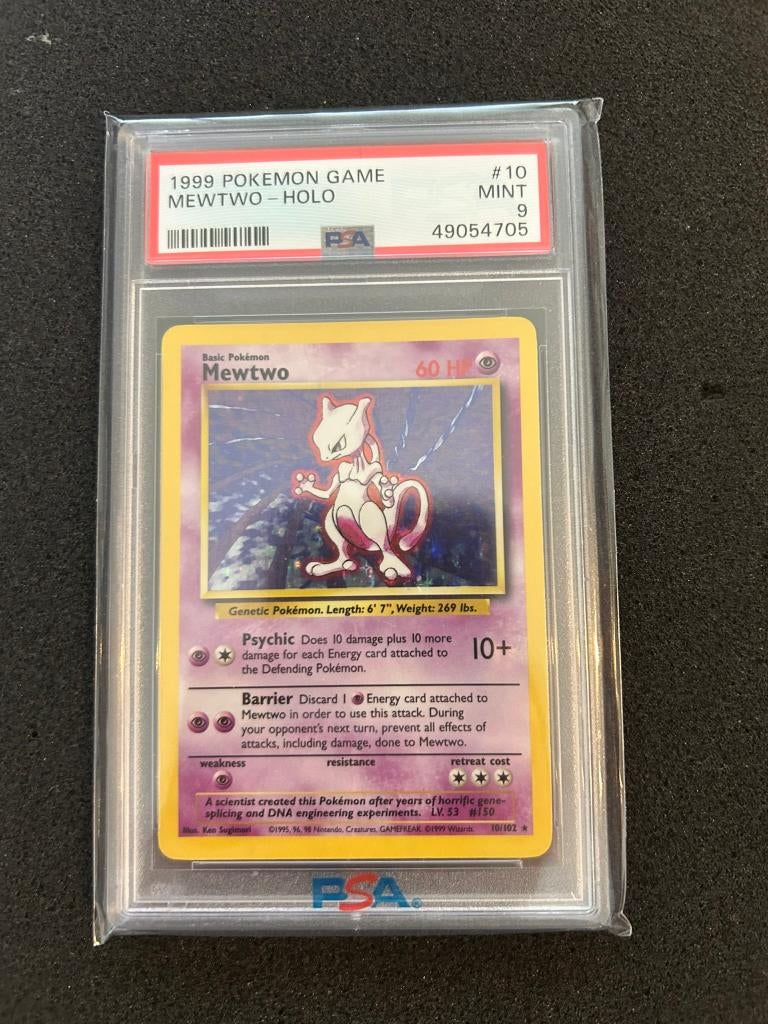 1999 POKEMON GAME #10
MEWTWO – HOLO MINT
9
PSA 49054705
Basic Pokémon
Mewtwo 60 HP
Genetic Pokémon. Length: 6' 7", Weight: 269 lbs.
Psychic Does 10 damage plus 10 more
damage for each Energy card attached to
the Defending Pokémon.
10+
Barrier Discard 1 Energy card attached to
Mewtwo in order to use this attack. During
your opponent's next turn, prevent all effects of
attacks, including damage, done to Mewtwo.
weakness resistance retreat cost
A scientist created this Pokémon after years of horrific gene-
splicing and DNA engineering experiments. LV. 53 #150
Illus. Ken Sugimori ©1995, 96, 98 Nintendo, Creatures, GAMEFREAK. ©1999 Wizards. 10/102 ★
PSA®